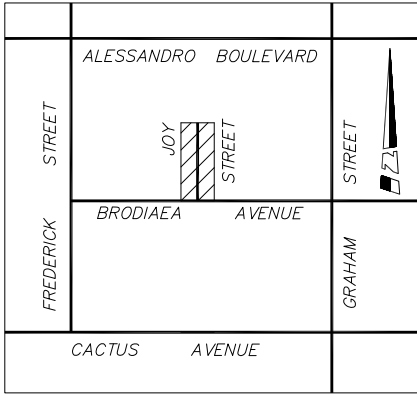 ALESSANDRO BOULEVARD
FREDERICK STREET
JOY STREET
GRAHAM STREET
N
BRODIAEA AVENUE
CACTUS AVENUE